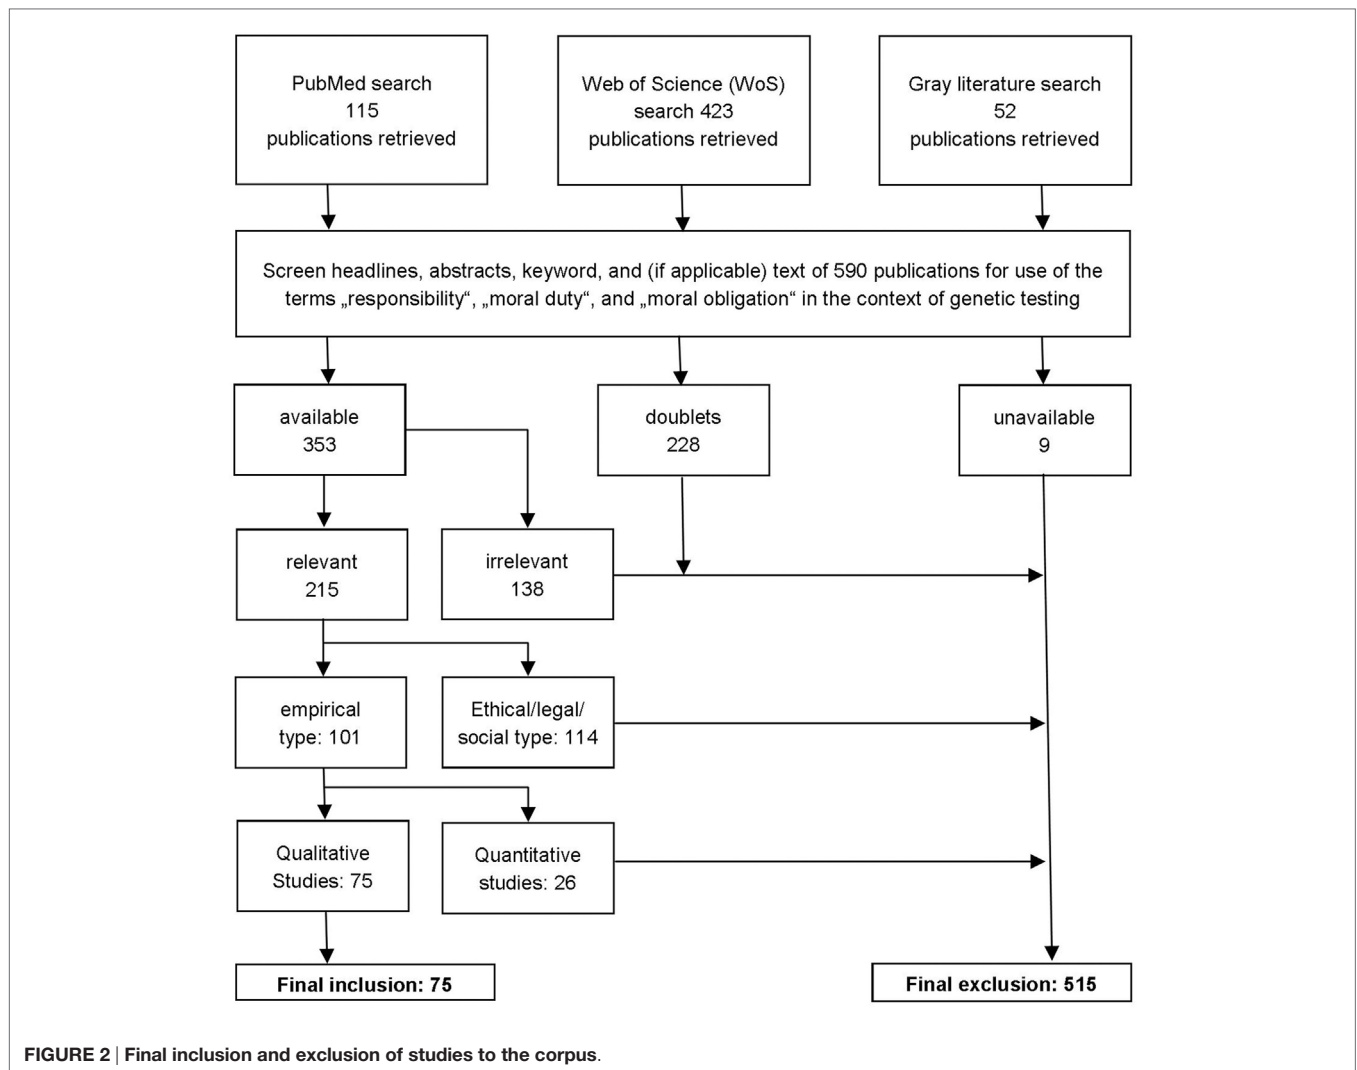 PubMed search
115
publications retrieved
Web of Science (WoS)
search 423
publications retrieved
Gray literature search
52
publications retrieved
Screen headlines, abstracts, keyword, and (if applicable) text of 590 publications for use of the
terms „responsibility“, „moral duty“, and „moral obligation“ in the context of genetic testing
available
353
doublets
228
unavailable
9
relevant
215
irrelevant
138
empirical
type: 101
Ethical/legal/
social type: 114
Qualitative
Studies: 75
Quantitative
studies: 26
Final inclusion: 75
Final exclusion: 515
FIGURE 2 | Final inclusion and exclusion of studies to the corpus.